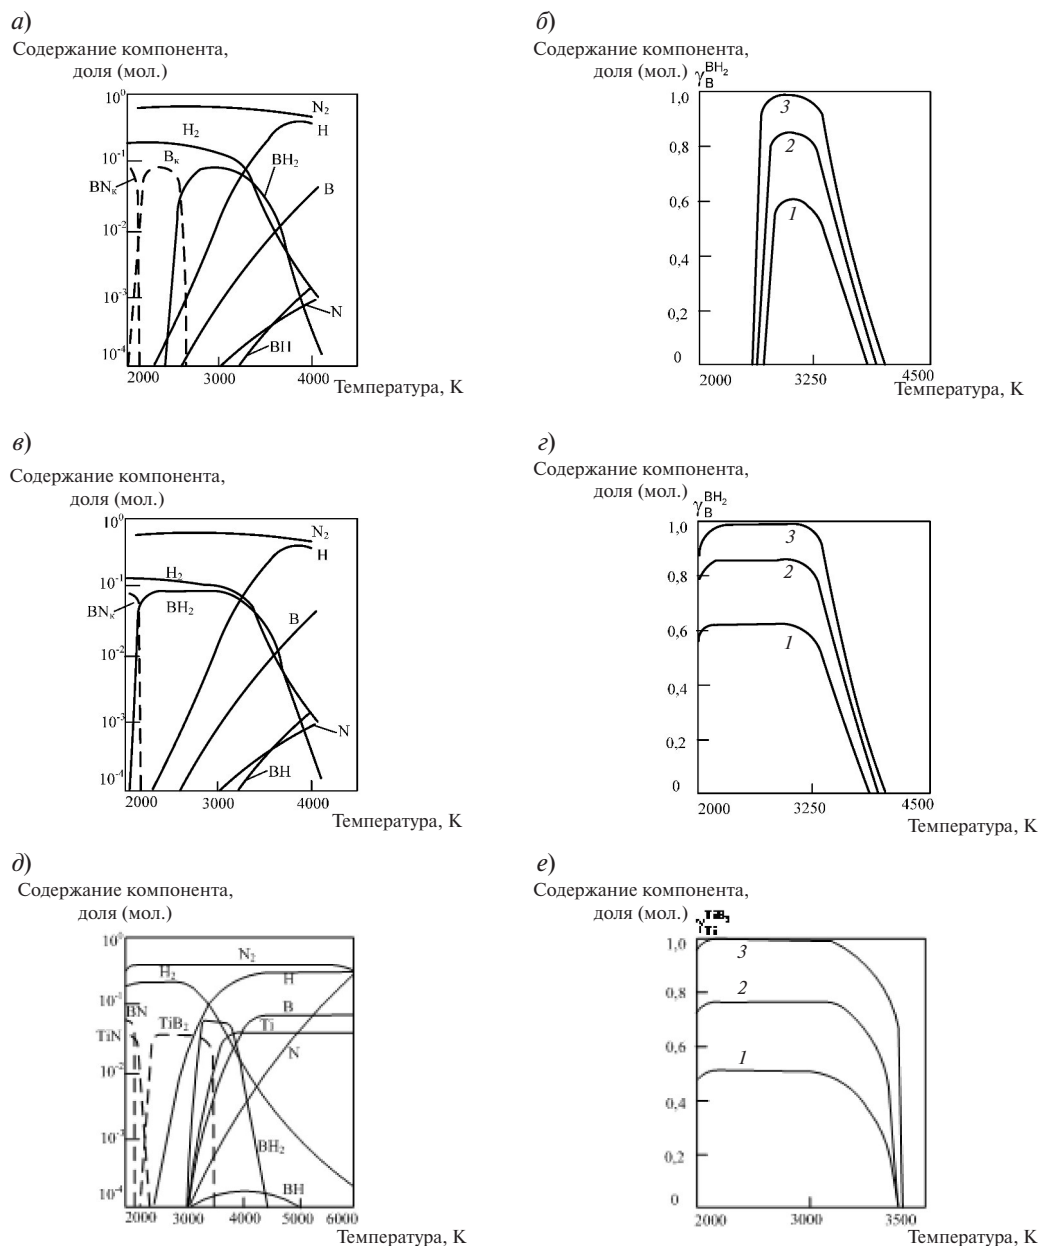 а)
Содержание компонента,
доля (мол.)
10⁰
10⁻¹
10⁻²
10⁻³
10⁻⁴
N₂
H
H₂
Bₖ
BNₖ
BH₂
B
N
BH
2000 3000 4000
Температура, K
б)
Содержание компонента,
доля (мол.) γ_B^BH₂
1,0
0,8
0,6
0,4
0,2
0
3
2
1
2000 3250 4500
Температура, K
в)
Содержание компонента,
доля (мол.)
10⁰
10⁻¹
10⁻²
10⁻³
10⁻⁴
N₂
H
H₂
BNₖ
BH₂
B
N
BH
2000 3000 4000
Температура, K
г)
Содержание компонента,
доля (мол.) γ_B^BH₂
1,0
0,8
0,6
0,4
0,2
0
3
2
1
2000 3250 4500
Температура, K
д)
Содержание компонента,
доля (мол.)
10⁰
10⁻¹
10⁻²
10⁻³
10⁻⁴
N₂
H₂
H
BN
B
TiN
TiB₂
Ti
N
BH₂
BH
2000 3000 4000 5000 6000
Температура, K
е)
Содержание компонента,
доля (мол.) γ_Ti^TiB₂
1,0
0,8
0,6
0,4
0,2
0
3
2
1
2000 3000 3500
Температура, K